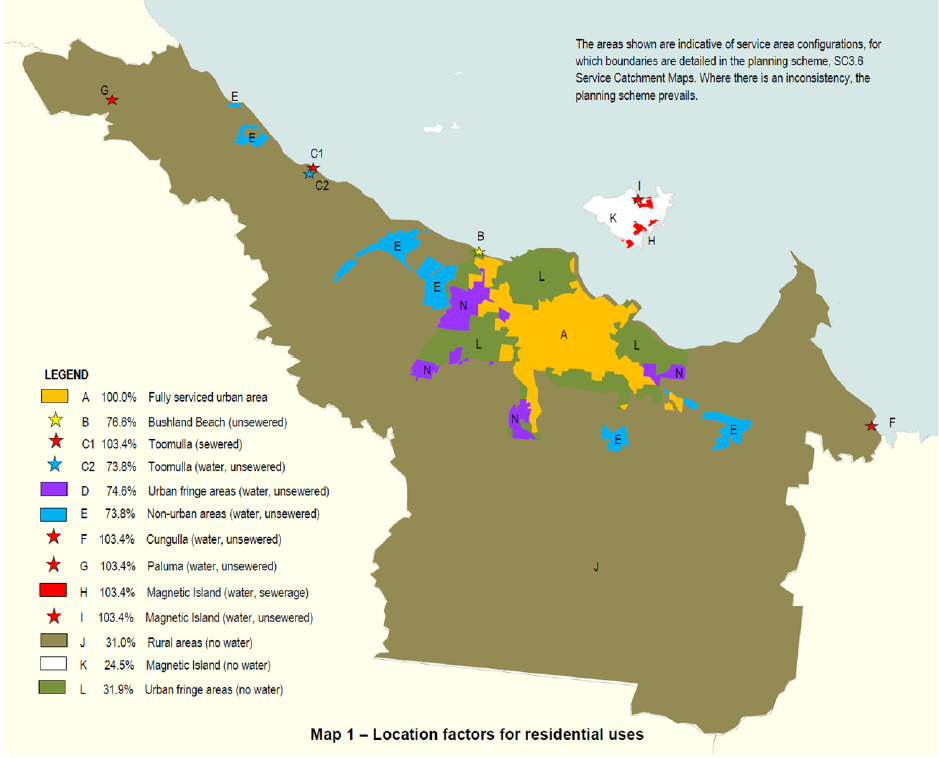 The areas shown are indicative of service area configurations, for
which boundaries are detailed in the planning scheme, SC3.6
Service Catchment Maps. Where there is an inconsistency, the
planning scheme prevails.
G
E
E
C1
C2
I
K
H
B
E
E
L
N
A
L
L
N
N
N
E
E
F
J
LEGEND
A 100.0% Fully serviced urban area
B 76.6% Bushland Beach (unsewered)
C1 103.4% Toomulla (sewered)
C2 73.8% Toomulla (water, unsewered)
D 74.6% Urban fringe areas (water, unsewered)
E 73.8% Non-urban areas (water, unsewered)
F 103.4% Cungulla (water, unsewered)
G 103.4% Paluma (water, unsewered)
H 103.4% Magnetic Island (water, sewerage)
I 103.4% Magnetic Island (water, unsewered)
J 31.0% Rural areas (no water)
K 24.5% Magnetic Island (no water)
L 31.9% Urban fringe areas (no water)
Map 1 – Location factors for residential uses